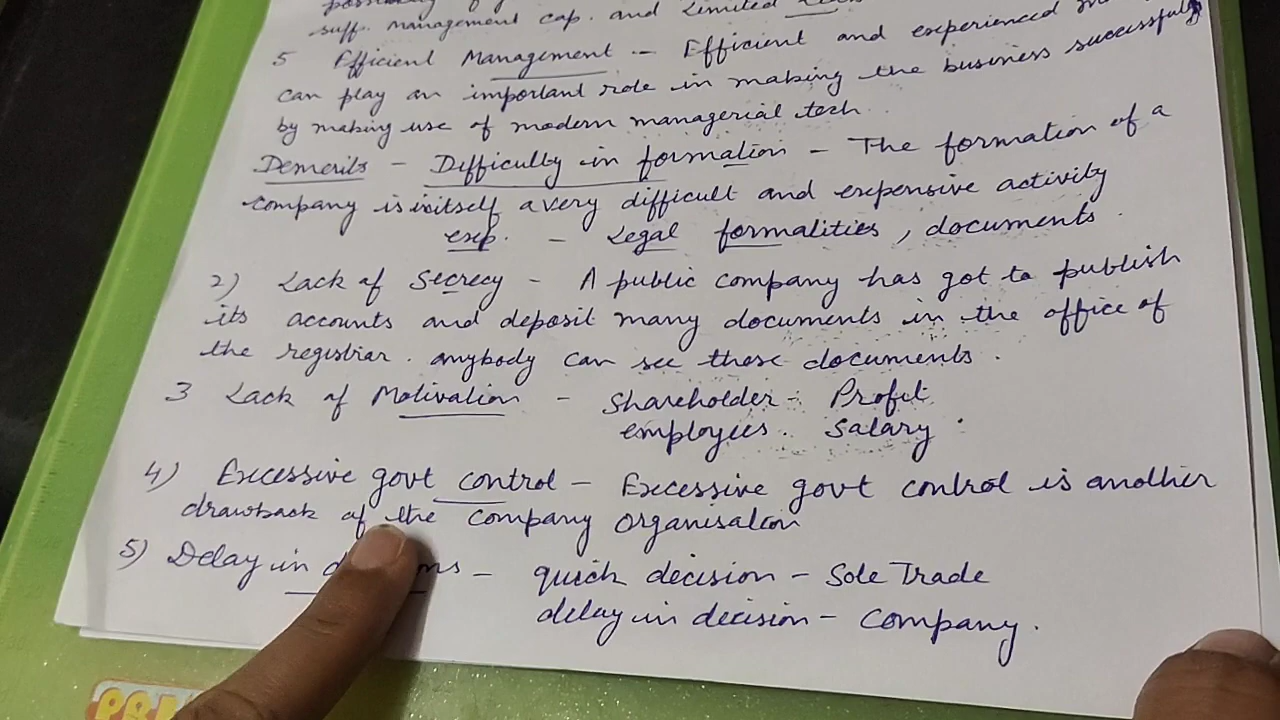 suff. management cap. and limited
5 Efficient Management - Efficient and experienced
can play an important role in making the business successfuly
by making use of modern managerial tech.
Demerits - Difficulty in formation - The formation of a
company is initself a very difficult and expensive activity
exp. - Legal formalities, documents.
2) Lack of Secrecy - A public company has got to publish
its accounts and deposit many documents in the office of
the registrar. anybody can see these documents.
3 Lack of Motivation - Shareholder - Profit
employees. Salary.
4) Excessive govt control - Excessive govt control is another
drawback of the Company Organisation
5) Delay in - quick decision - Sole Trade
delay in decision - Company.